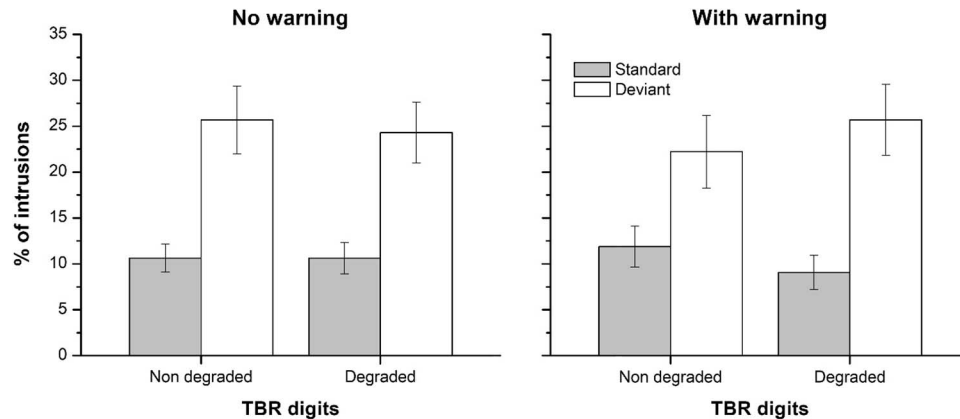 No warning
With warning
% of intrusions
35
30
25
20
15
10
5
0
Standard
Deviant
Non degraded
Degraded
Non degraded
Degraded
TBR digits
TBR digits